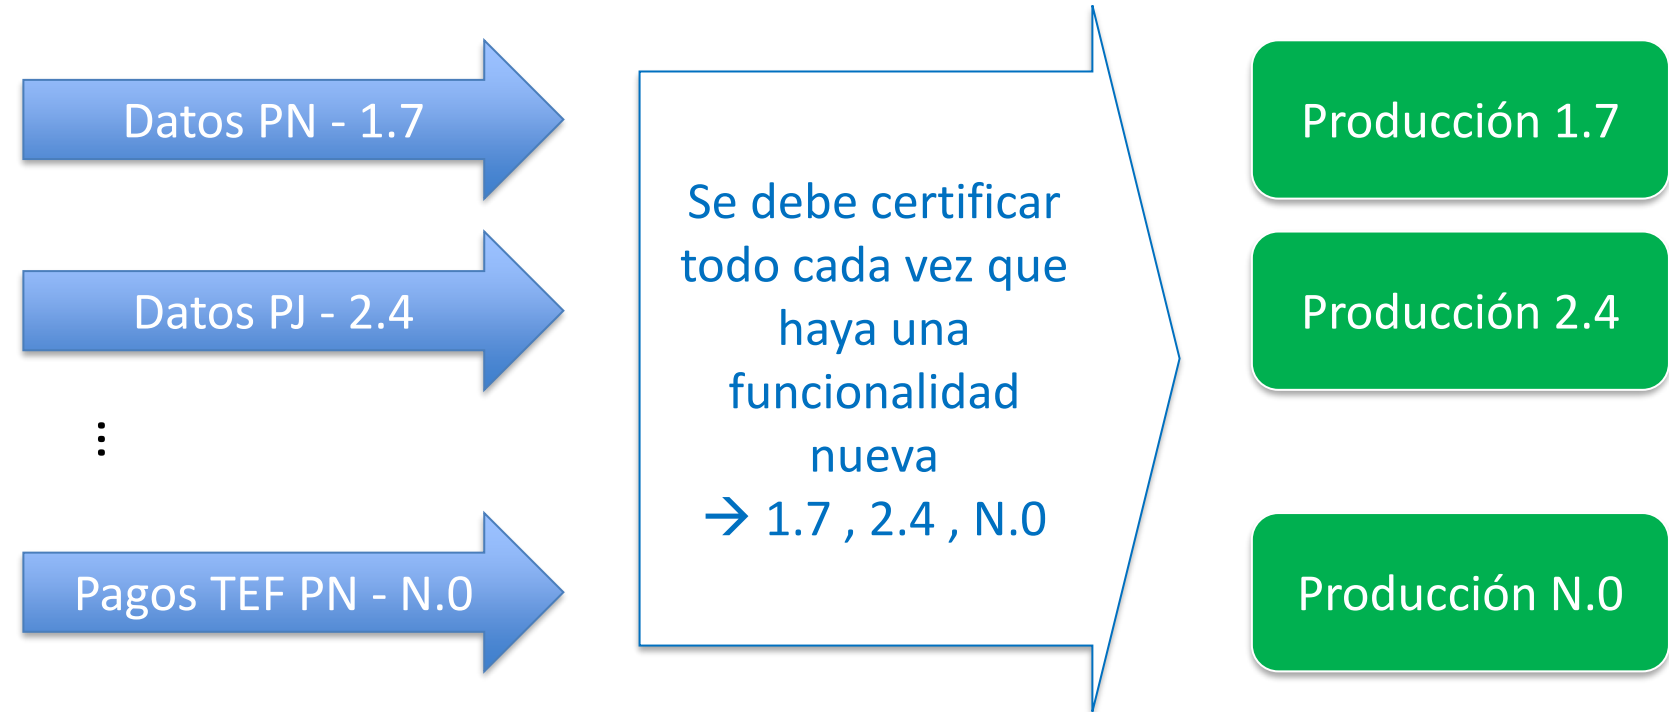 Datos PN - 1.7
Datos PJ - 2.4
...
Pagos TEF PN - N.0
Se debe certificar
todo cada vez que
haya una
funcionalidad
nueva
→ 1.7 , 2.4 , N.0
Producción 1.7
Producción 2.4
Producción N.0